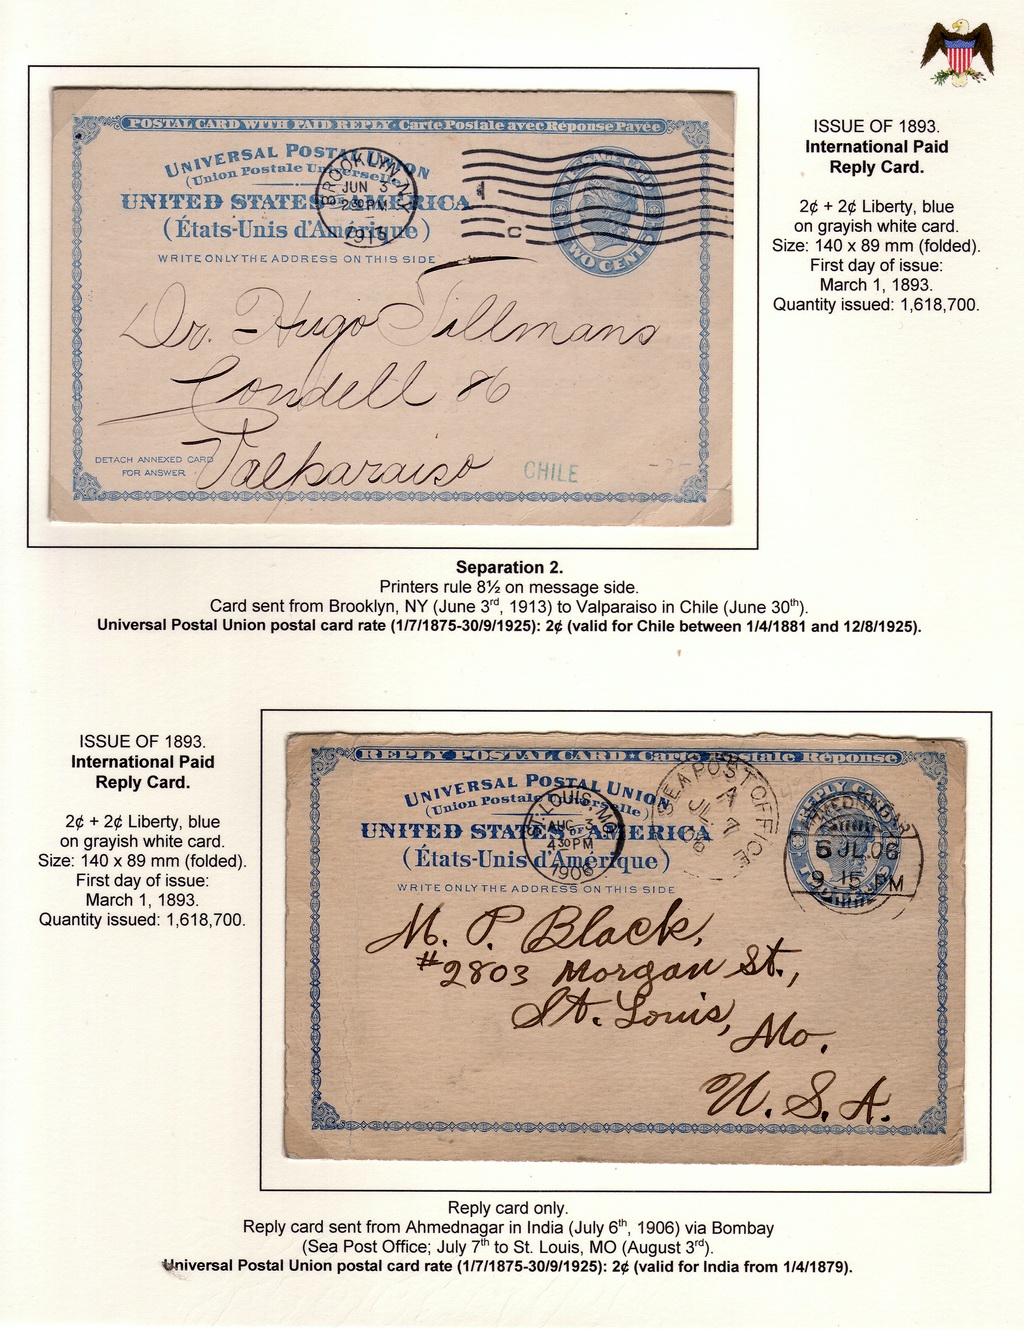 ISSUE OF 1893.
International Paid
Reply Card.
2¢ + 2¢ Liberty, blue
on grayish white card.
Size: 140 x 89 mm (folded).
First day of issue:
March 1, 1893.
Quantity issued: 1,618,700.
POSTAL CARD WITH PAID REPLY - Carte Postale avec Réponse Payée
UNIVERSAL POSTAL UNION
(Union Postale Universelle)
UNITED STATES OF AMERICA
(États-Unis d'Amérique)
WRITE ONLY THE ADDRESS ON THIS SIDE
BROOKLYN, N.Y.
JUN 3
2 30 PM
1913
TWO CENTS
Dr. Hugo Tillmans
Condell 86
Valparaiso
CHILE
DETACH ANNEXED CARD
FOR ANSWER
Separation 2.
Printers rule 8½ on message side.
Card sent from Brooklyn, NY (June 3rd, 1913) to Valparaiso in Chile (June 30th).
Universal Postal Union postal card rate (1/7/1875-30/9/1925): 2¢ (valid for Chile between 1/4/1881 and 12/8/1925).
ISSUE OF 1893.
International Paid
Reply Card.
2¢ + 2¢ Liberty, blue
on grayish white card.
Size: 140 x 89 mm (folded).
First day of issue:
March 1, 1893.
Quantity issued: 1,618,700.
REPLY POSTAL CARD - Carte Postale Réponse
UNIVERSAL POSTAL UNION
(Union Postale Universelle)
UNITED STATES OF AMERICA
(États-Unis d'Amérique)
WRITE ONLY THE ADDRESS ON THIS SIDE
ST. LOUIS, MO.
AUG 3
4 30 PM
1906
SEA POST OFFICE
A
JL 7
06
REPLY CARD
AHMEDNAGAR
6 JL.06
9.15 PM
M. P. Black,
#2803 Morgan St.,
St. Louis,
Mo.
U. S. A.
Reply card only.
Reply card sent from Ahmednagar in India (July 6th, 1906) via Bombay
(Sea Post Office; July 7th to St. Louis, MO (August 3rd).
Universal Postal Union postal card rate (1/7/1875-30/9/1925): 2¢ (valid for India from 1/4/1879).